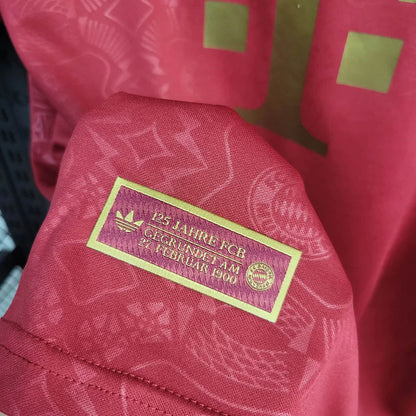 125 JAHRE FCB
GEGRÜNDET AM
27. FEBRUAR 1900